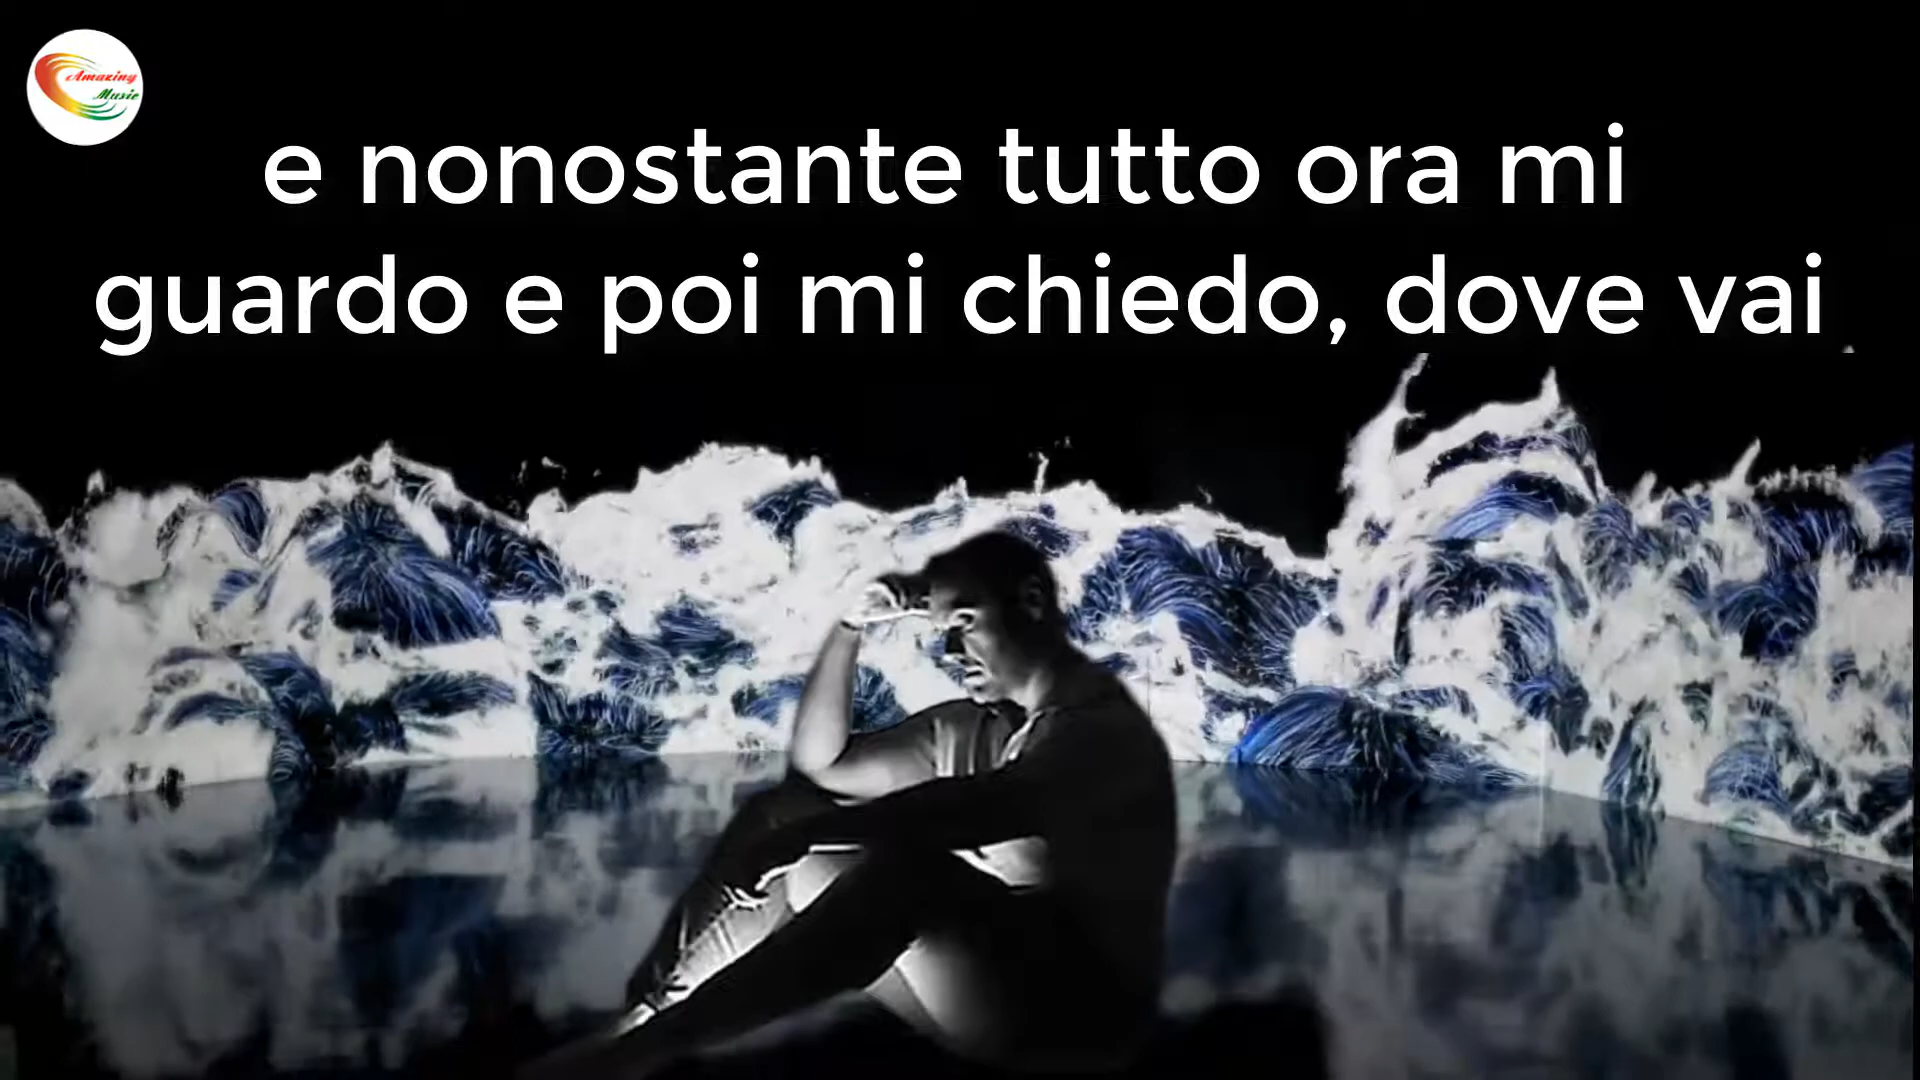 Amazing
Music
e nonostante tutto ora mi
guardo e poi mi chiedo, dove vai